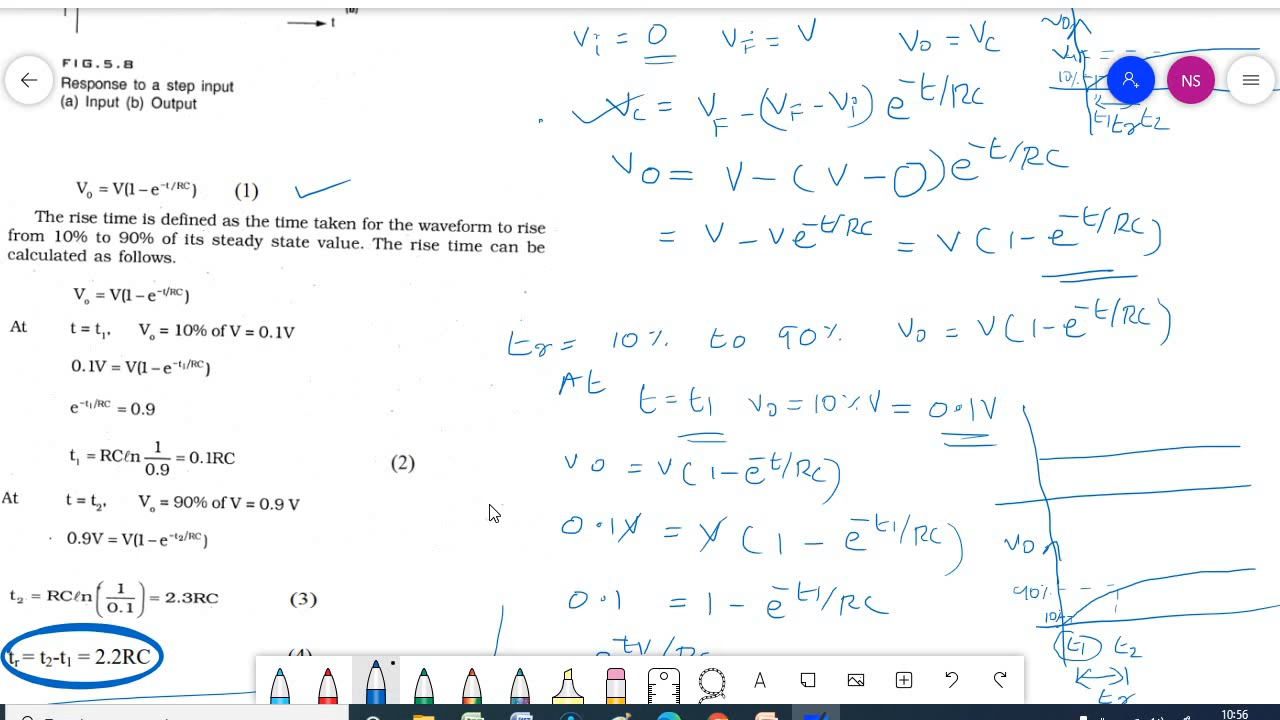 (b)
t
FIG.5.8
Response to a step input
(a) Input (b) Output
V₀ = V(1 – e^–t/RC) (1)
The rise time is defined as the time taken for the waveform to rise
from 10% to 90% of its steady state value. The rise time can be
calculated as follows.
V₀ = V(1 – e^–t/RC)
At t = t₁, V₀ = 10% of V = 0.1V
0.1V = V(1 – e^–t₁/RC)
e^–t₁/RC = 0.9
t₁ = RCℓn 1/0.9 = 0.1RC (2)
At t = t₂, V₀ = 90% of V = 0.9 V
0.9V = V(1 – e^–t₂/RC)
t₂ = RCℓn (1/0.1) = 2.3RC (3)
tᵣ = t₂-t₁ = 2.2RC (4)
Vi = 0 VF = V V0 = VC
VC = VF – (VF – Vi) e^–t/RC
V0 = V – (V – 0) e^–t/RC
= V – Ve^–t/RC = V(1 – e^–t/RC)
tr = 10% to 90% V0 = V(1 – e^–t/RC)
At
t = t1 V0 = 10% V = 0.1V
V0 = V(1 – e^–t/RC)
0.1V = V(1 – e^–t1/RC)
0.1 = 1 – e^–t1/RC
V0
10%
t1 tr t2
NS
V0
90%
10%
t1 t2
tr
A
10:56